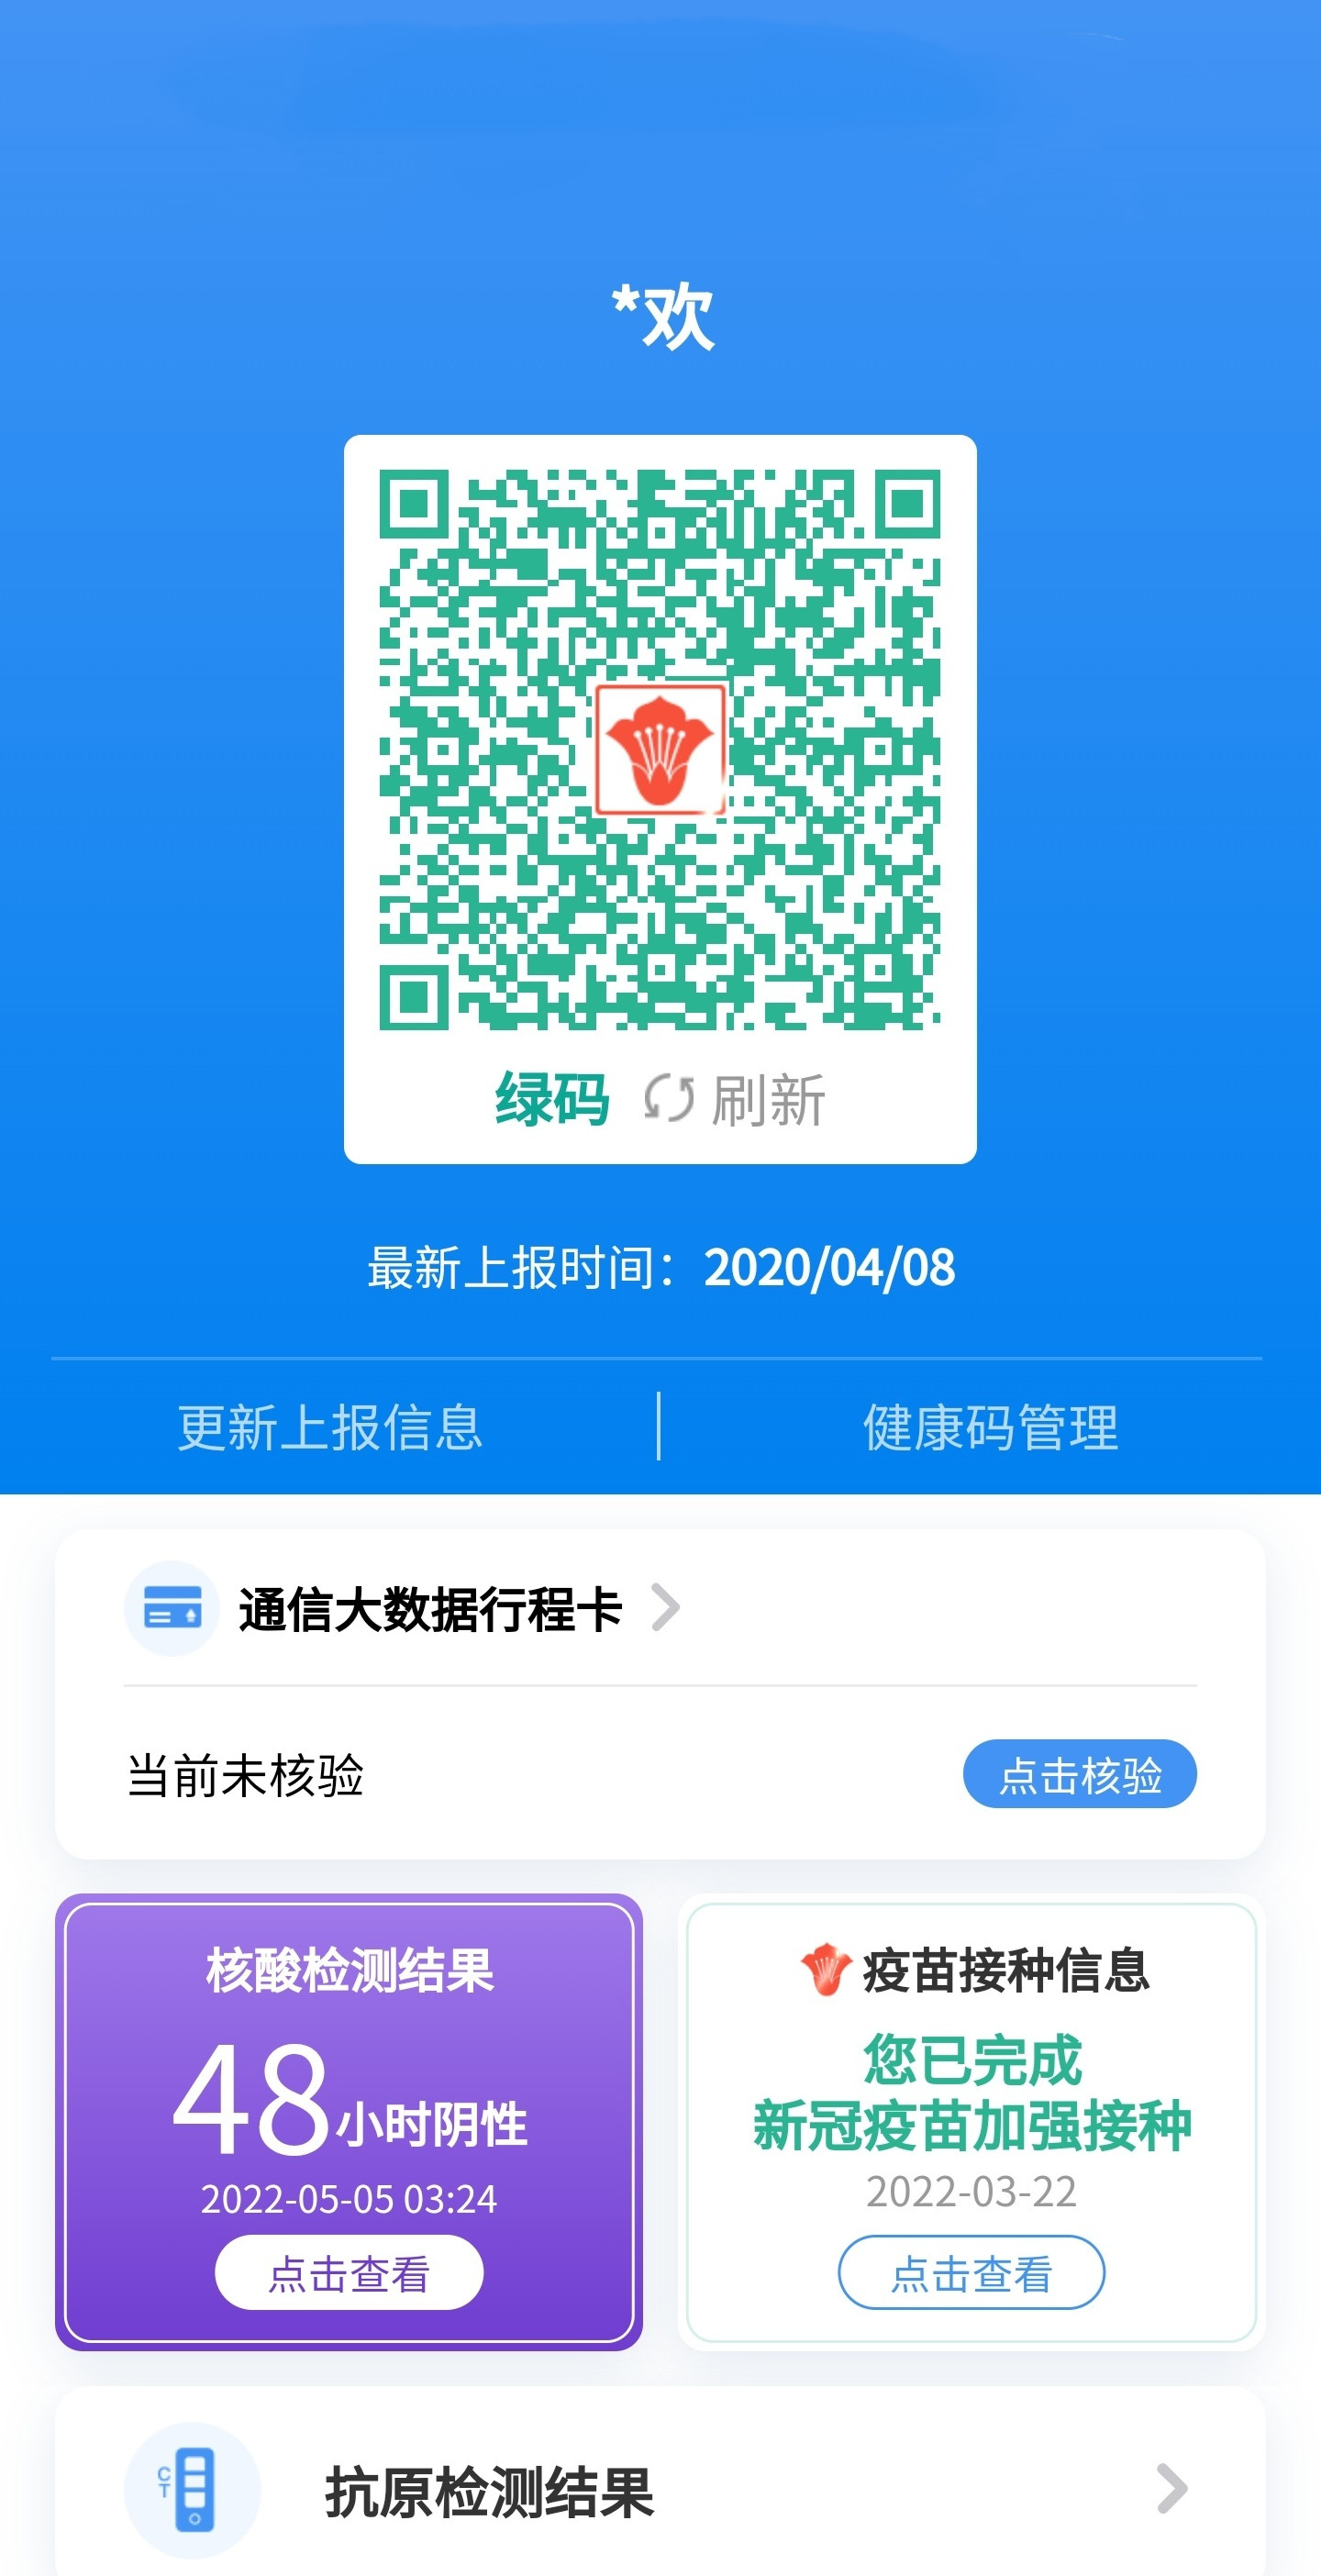 *欢
绿码 刷新
最新上报时间：2020/04/08
更新上报信息
健康码管理
通信大数据行程卡
当前未核验
点击核验
核酸检测结果
48小时阴性
2022-05-05 03:24
点击查看
疫苗接种信息
您已完成
新冠疫苗加强接种
2022-03-22
点击查看
C
T
抗原检测结果